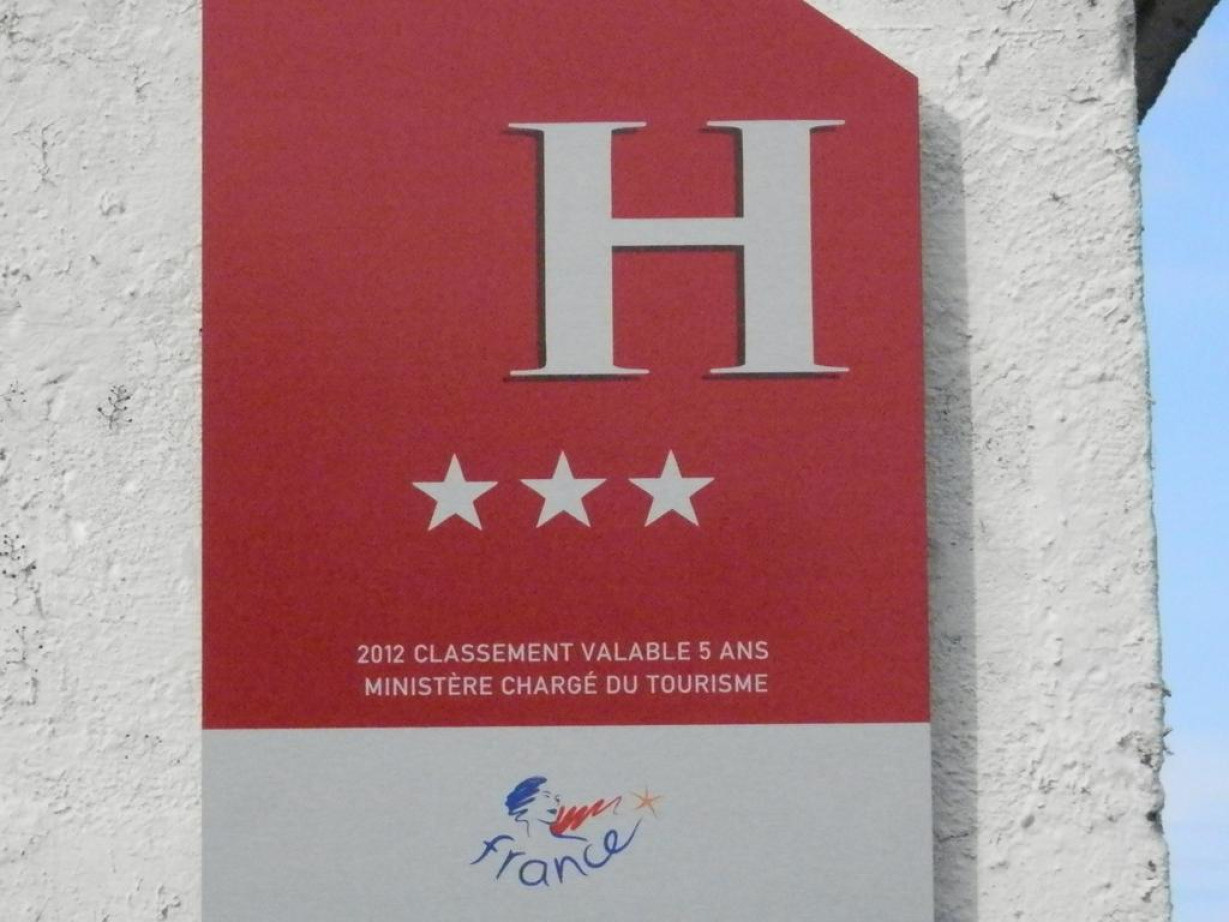 H
2012 CLASSEMENT VALABLE 5 ANS
MINISTÈRE CHARGÉ DU TOURISME
france